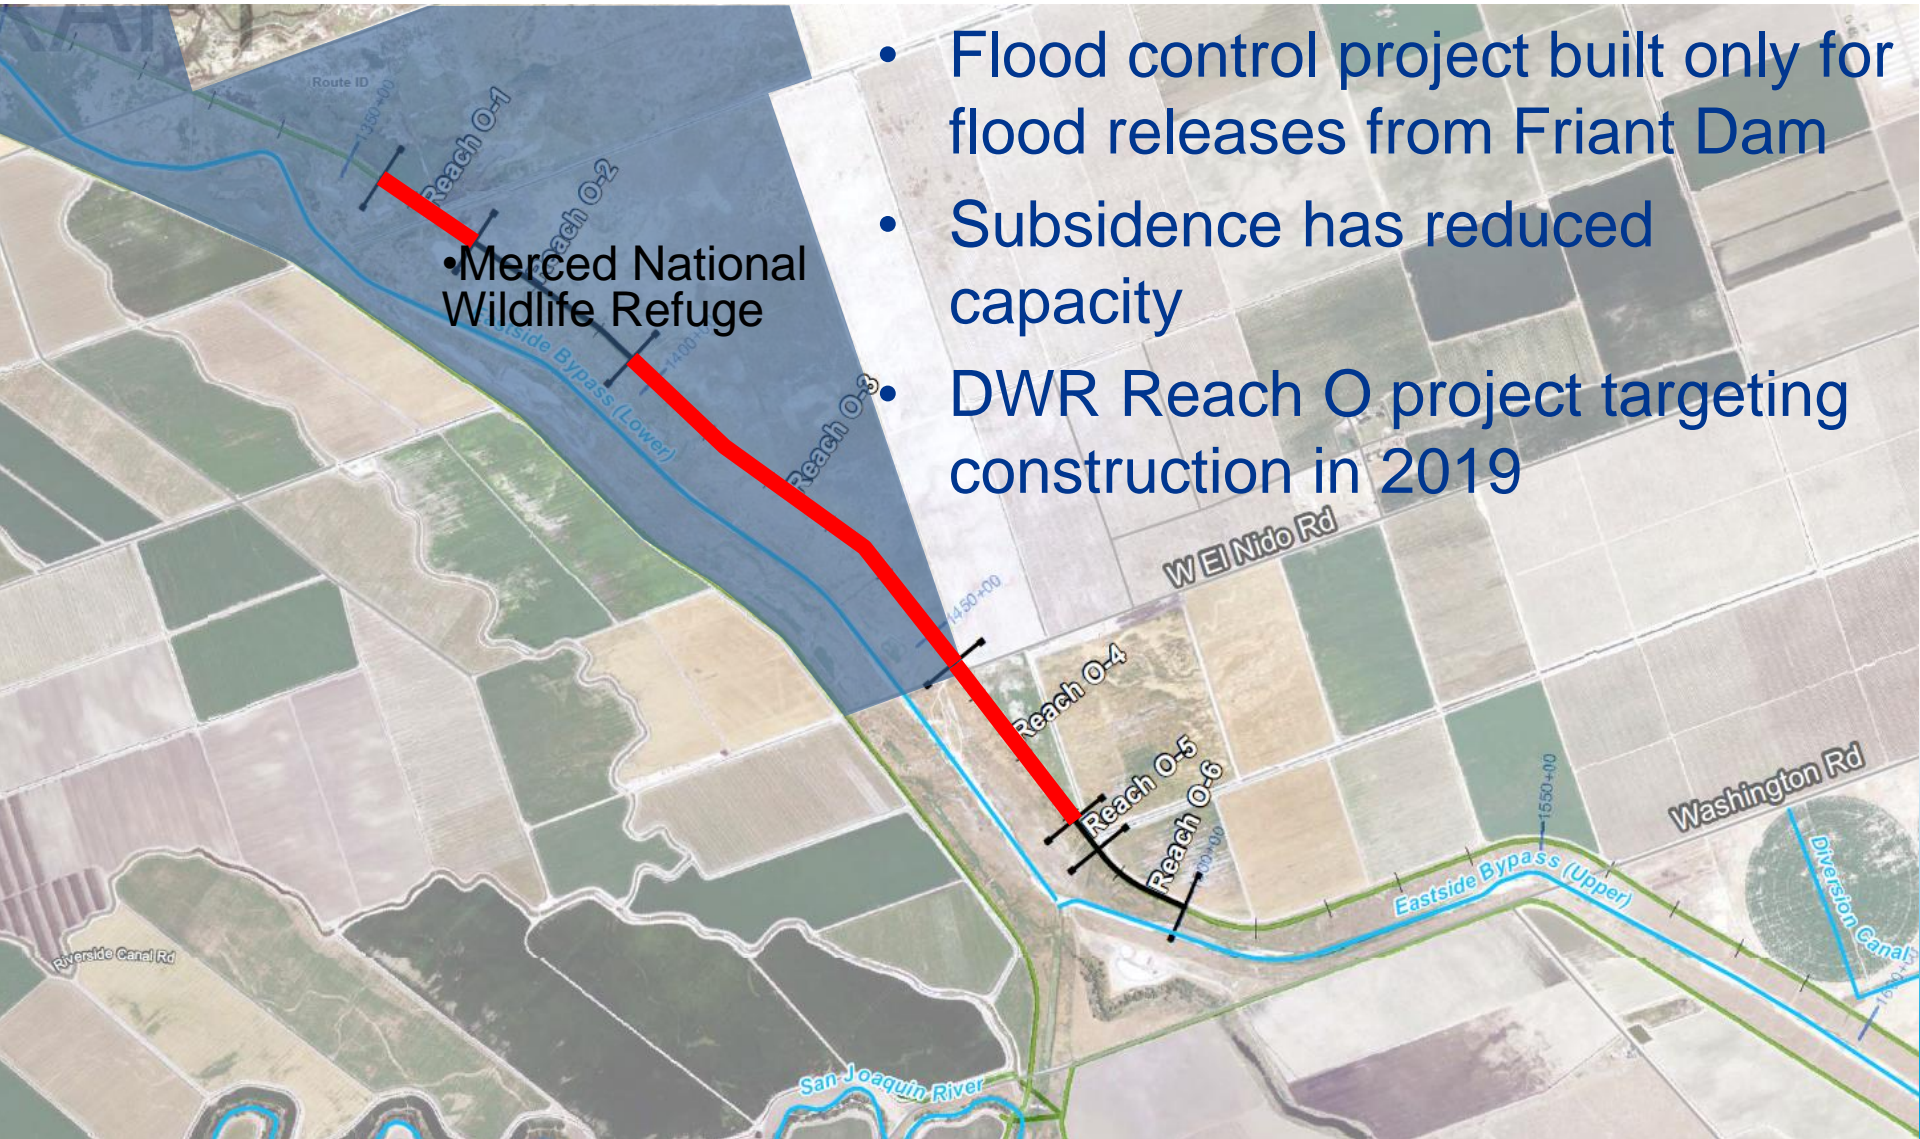 • Flood control project built only for
flood releases from Friant Dam
• Subsidence has reduced
capacity
• DWR Reach O project targeting
construction in 2019
Route ID
1350+00
Reach O-1
Reach O-2
•Merced National
Wildlife Refuge
Eastside Bypass (Lower)
Reach O-3
1450+00
W El Nido Rd
Reach O-4
Reach O-5
Reach O-6
1550+00
Washington Rd
Eastside Bypass (Upper)
Diversion Canal
Riverside Canal Rd
San Joaquin River